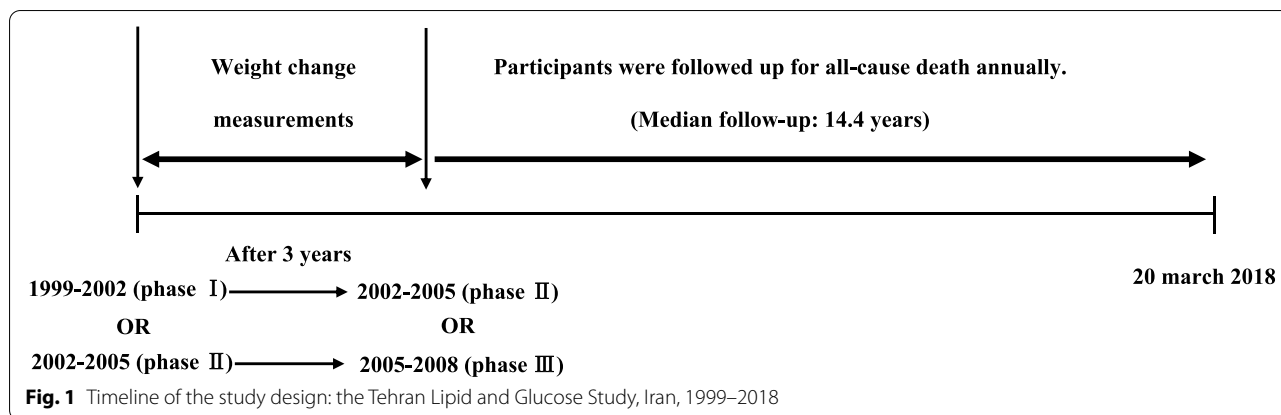 Weight change
measurements
Participants were followed up for all-cause death annually.
(Median follow-up: 14.4 years)
After 3 years
1999-2002 (phase Ⅰ) 2002-2005 (phase Ⅱ)
OR OR
2002-2005 (phase Ⅱ) 2005-2008 (phase Ⅲ)
20 march 2018
Fig. 1 Timeline of the study design: the Tehran Lipid and Glucose Study, Iran, 1999–2018